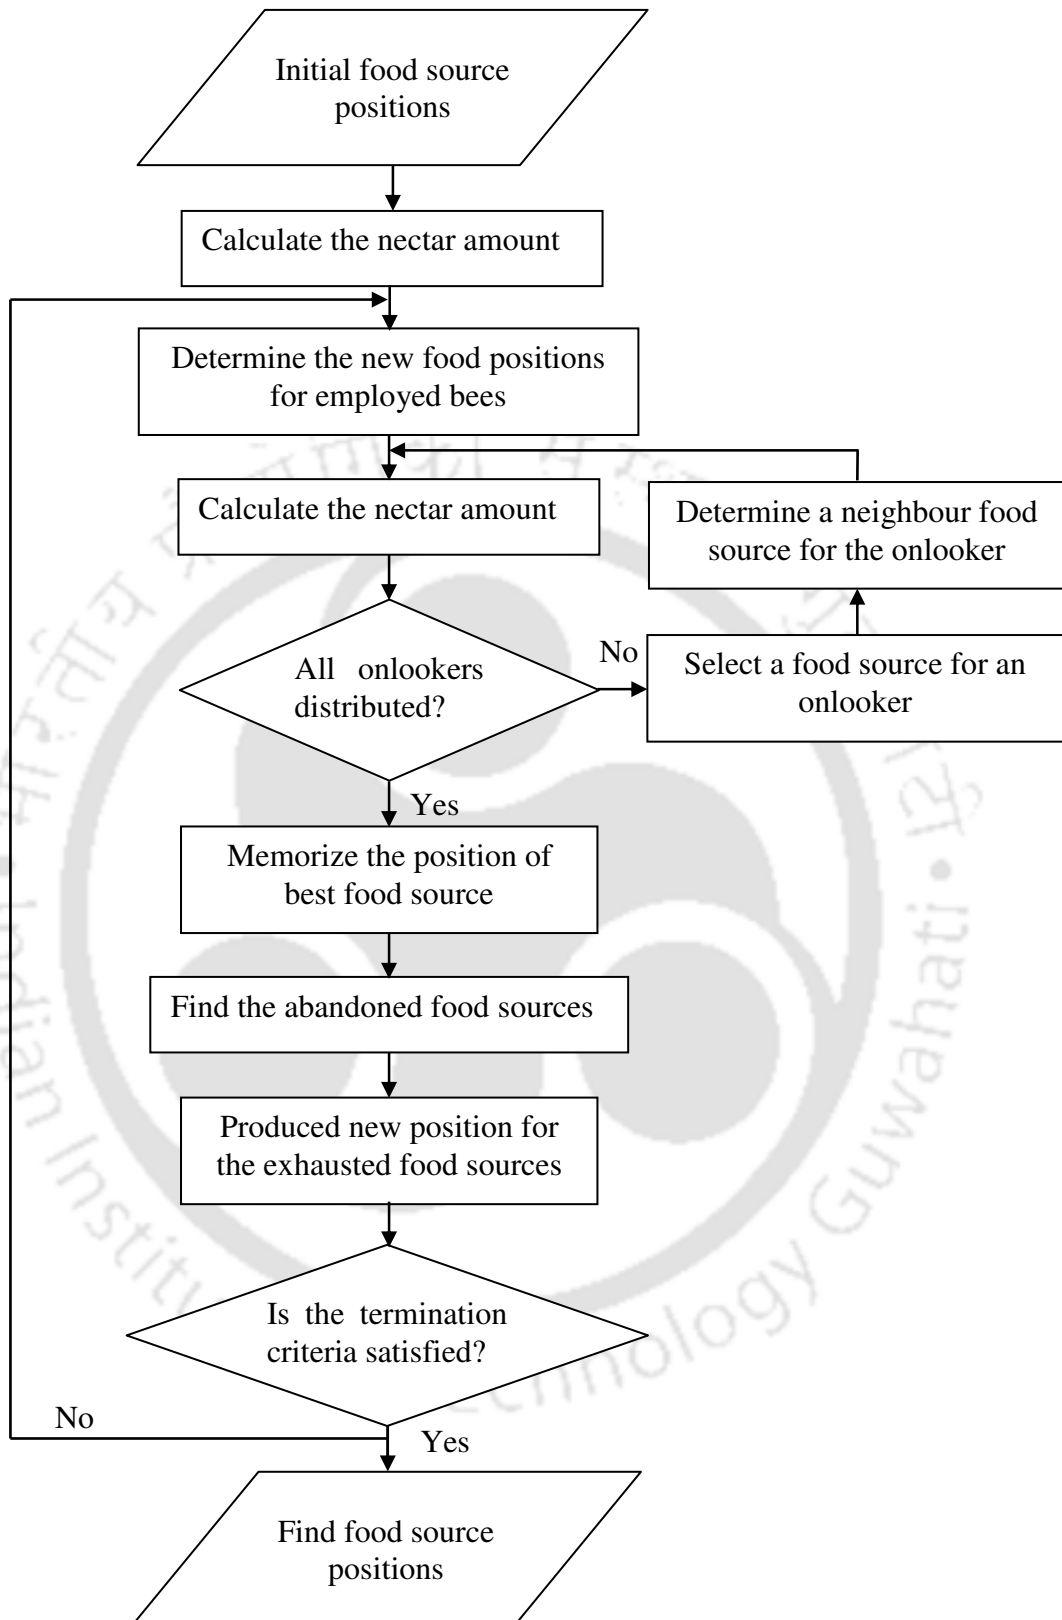 Initial food source
positions
Calculate the nectar amount
Determine the new food positions
for employed bees
Calculate the nectar amount
Determine a neighbour food
source for the onlooker
All onlookers
distributed?
No
Select a food source for an
onlooker
Yes
Memorize the position of
best food source
Find the abandoned food sources
Produced new position for
the exhausted food sources
Is the termination
criteria satisfied?
No
Yes
Find food source
positions
Guwahati